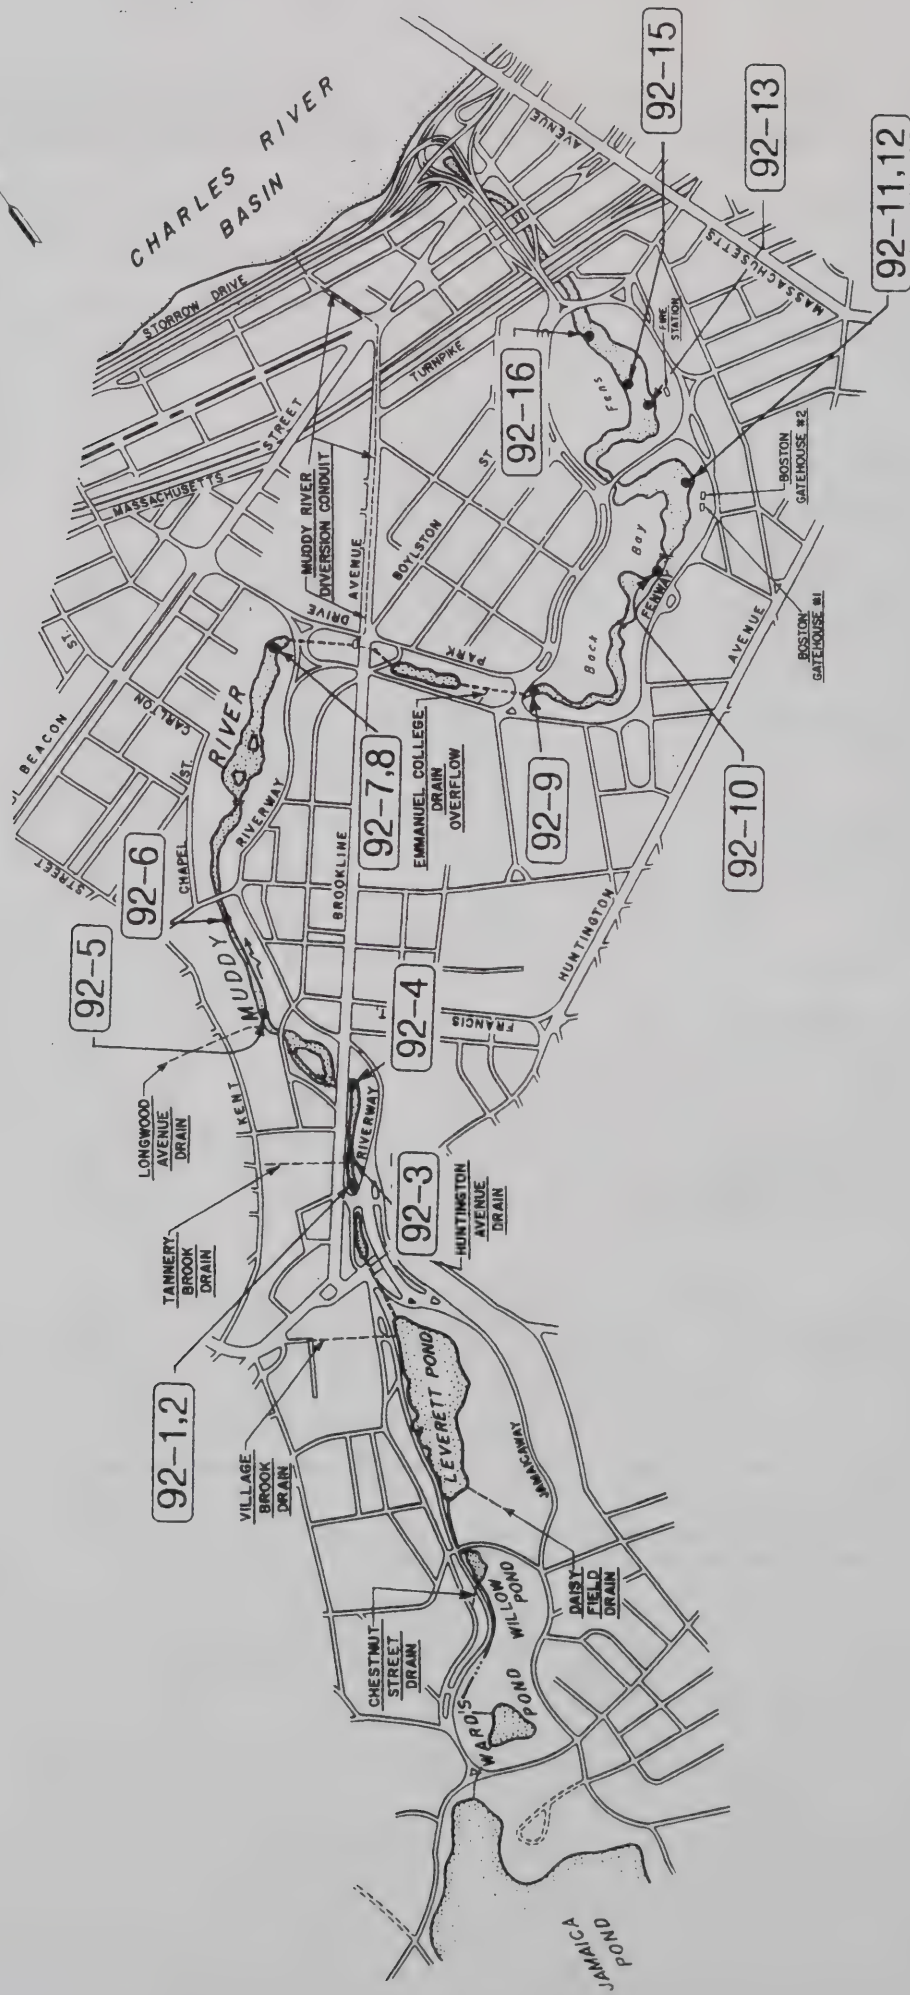 CHARLES RIVER
BASIN
STORROW DRIVE
92-15
92-13
92-11,12
92-16
AVENUE
MASSACHUSETTS
TURNPIKE
Fens
FIRE
STATION
MASSACHUSETTS
STREET
MUDDY RIVER
DIVERSION CONDUIT
AVENUE
BOYLSTON
ST
DRIVE
PARK
Back
Bay
FENWAY
BOSTON
GATEHOUSE #2
BOSTON
GATEHOUSE #1
AVENUE
92-10
92-9
EMMANUEL COLLEGE
DRAIN
OVERFLOW
92-7,8
RIVER
RIVERWAY
ST.
CARLTON
ST.
BEACON
STREET
CHAPEL
92-6
92-5
MUDDY
BROOKLINE
HUNTINGTON
FRANCIS
92-4
KENT
LONGWOOD
AVENUE
DRAIN
TANNERY
BROOK
DRAIN
RIVERWAY
92-3
HUNTINGTON
AVENUE
DRAIN
92-1,2
VILLAGE
BROOK
DRAIN
LEVERETT POND
JAMAICAWAY
CHESTNUT
STREET
DRAIN
WILLOW
POND
DAISY
FIELD
DRAIN
WARD'S
POND
JAMAICA
POND